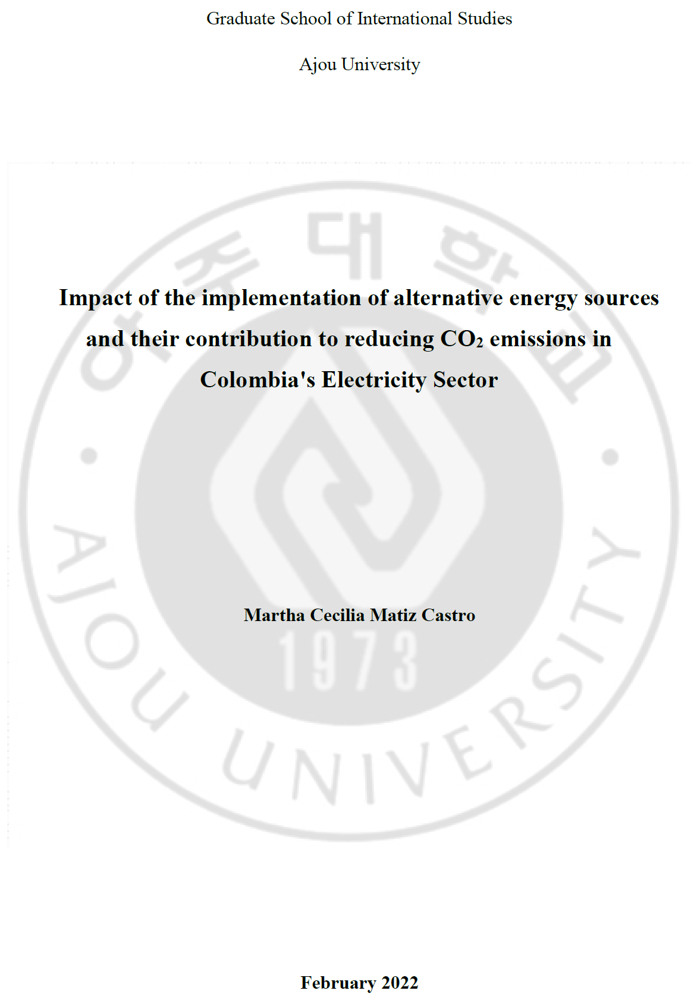 Graduate School of International Studies
Ajou University
아주대학교
Impact of the implementation of alternative energy sources
and their contribution to reducing CO₂ emissions in
Colombia's Electricity Sector
Martha Cecilia Matiz Castro
1973
AJOU UNIVERSITY
February 2022